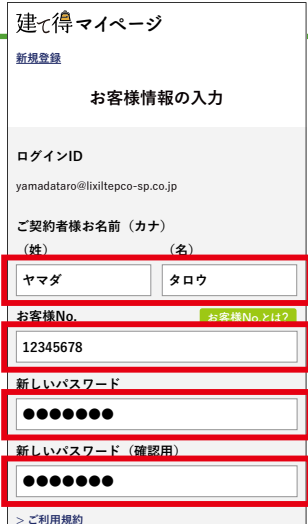 建て得マイページ
新規登録
お客様情報の入力
ログインID
yamadataro@lixiltepco-sp.co.jp
ご契約者様お名前（カナ）
（姓） （名）
ヤマダ タロウ
お客様No. お客様No.とは?
12345678
新しいパスワード
●●●●●●●
新しいパスワード（確認用）
●●●●●●●
> ご利用規約